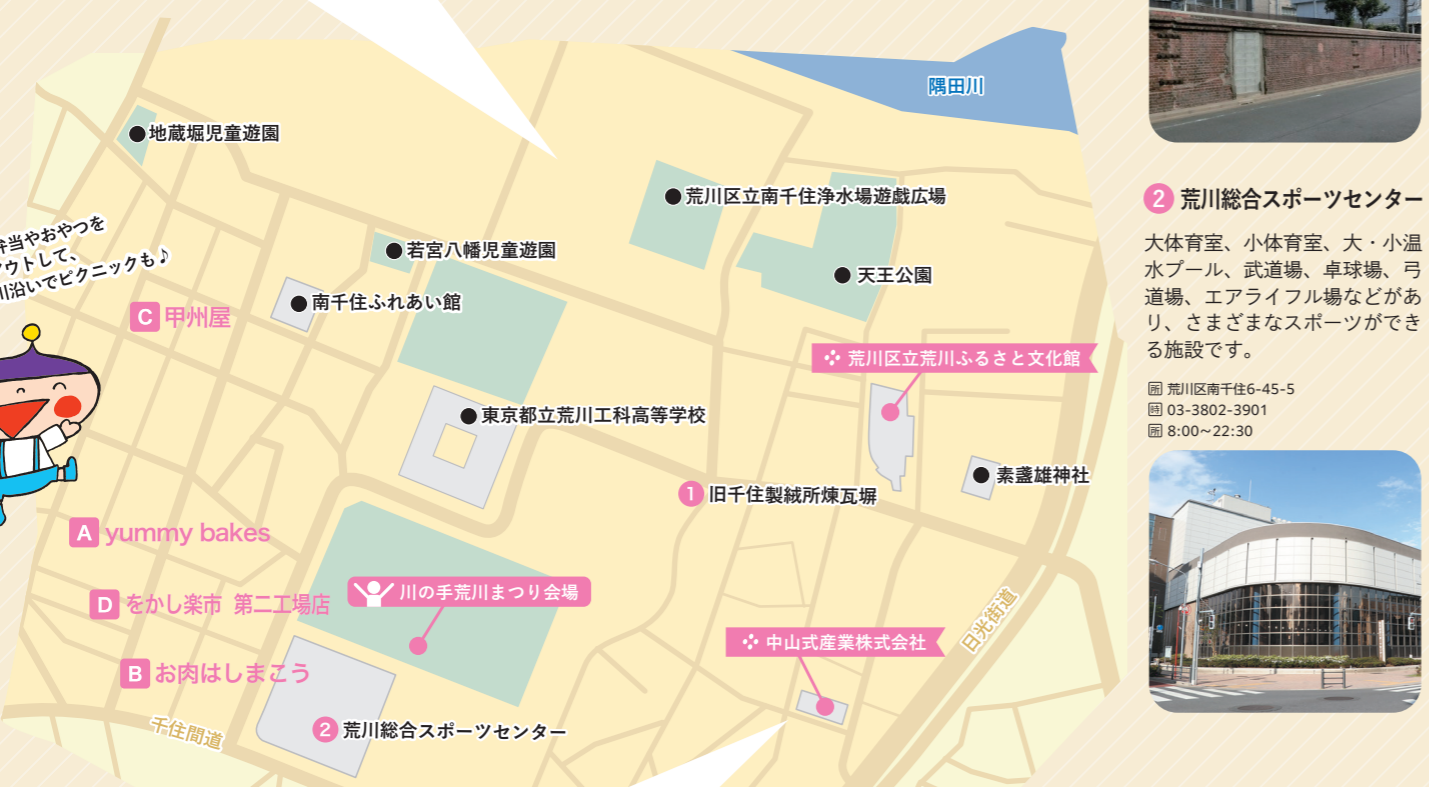 隅田川
地蔵堀児童遊園
荒川区立南千住浄水場遊戯広場
弁当やおやつを
ウトして、
川沿いでピクニックも♪
若宮八幡児童遊園
天王公園
南千住ふれあい館
C 甲州屋
荒川区立荒川ふるさと文化館
東京都立荒川工科高等学校
素盞雄神社
1 旧千住製絨所煉瓦塀
A yummy bakes
川の手荒川まつり会場
D をかし楽市 第二工場店
日光街道
中山式産業株式会社
B お肉はしまこう
千住間道
2 荒川総合スポーツセンター
2 荒川総合スポーツセンター
大体育室、小体育室、大・小温
水プール、武道場、卓球場、弓
道場、エアライフル場などがあ
り、さまざまなスポーツができ
る施設です。
所 荒川区南千住6-45-5
時 03-3802-3901
所 8:00~22:30